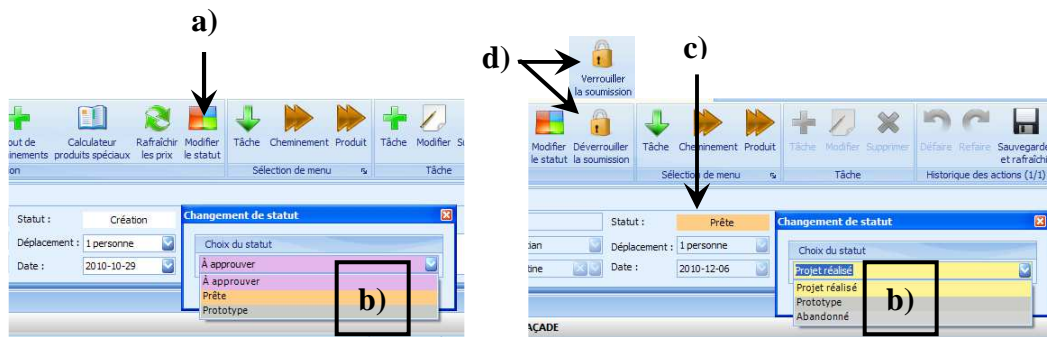 a)
d)
c)
Verrouiller
la soumission
out de
inements
Calculateur
produits spéciaux
Rafraîchir
les prix
Modifier
le statut
Tâche
Cheminement
Produit
Tâche
Modifier
on
Sélection de menu
Tâche
Statut :
Création
Déplacement :
1 personne
Date :
2010-10-29
Changement de statut
Choix du statut
À approuver
À approuver
Prête
Prototype
b)
Modifier
le statut
Déverrouiller
la soumission
Tâche
Cheminement
Produit
Tâche
Modifier
Supprimer
Défaire
Refaire
Sauvegarde
et rafraîchi
Sélection de menu
Tâche
Historique des actions (1/1)
tian
tine
Statut :
Prête
Déplacement :
1 personne
Date :
2010-12-06
Changement de statut
Choix du statut
Projet réalisé
Projet réalisé
Prototype
Abandonné
b)
AÇADE